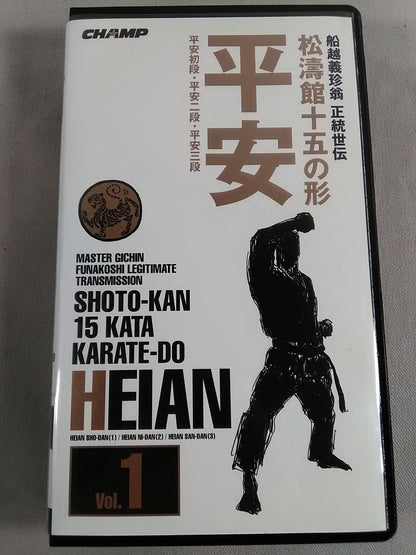 CHAMP
船越義珍翁 正統世伝
松濤館十五の形
平安
平安初段・平安二段・平安三段
MASTER GICHIN
FUNAKOSHI LEGITIMATE
TRANSMISSION
SHOTO-KAN
15 KATA
KARATE-DO
HEIAN
HEIAN SHO-DAN(1) / HEIAN NI-DAN(2) / HEIAN SAN-DAN(3)
Vol. 1